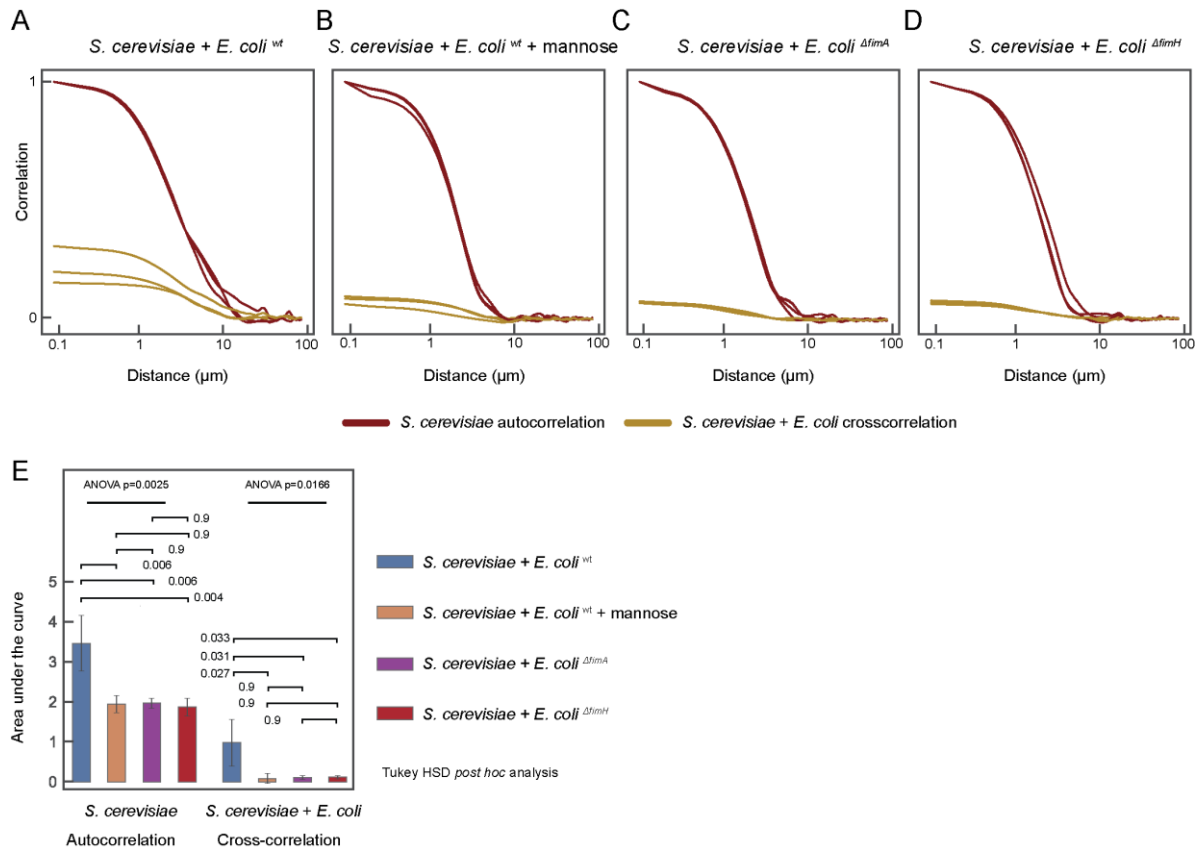 A
S. cerevisiae + E. coli wt
B
S. cerevisiae + E. coli wt + mannose
C
S. cerevisiae + E. coli ΔfimA
D
S. cerevisiae + E. coli ΔfimH
1
Correlation
0
0.1 1 10 100
0.1 1 10 100
0.1 1 10 100
0.1 1 10 100
Distance (µm)
Distance (µm)
Distance (µm)
Distance (µm)
S. cerevisiae autocorrelation
S. cerevisiae + E. coli crosscorrelation
E
ANOVA p=0.0025
ANOVA p=0.0166
0.9
0.9
0.9
0.006
0.006
0.004
0.033
0.031
0.027
0.9
0.9
0.9
5
4
3
2
1
0
Area under the curve
S. cerevisiae
Autocorrelation
S. cerevisiae + E. coli
Cross-correlation
S. cerevisiae + E. coli wt
S. cerevisiae + E. coli wt + mannose
S. cerevisiae + E. coli ΔfimA
S. cerevisiae + E. coli ΔfimH
Tukey HSD post hoc analysis